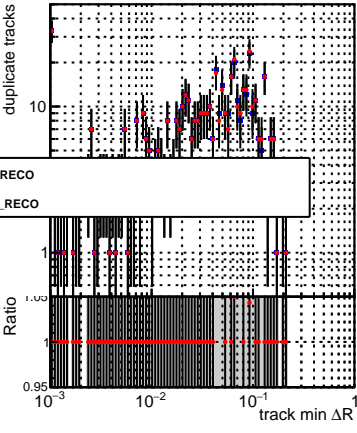 duplicate tracks
10
RECO
_RECO
1
Ratio
1.05
1
0.95
10⁻³
10⁻²
10⁻¹
1
track min ΔR